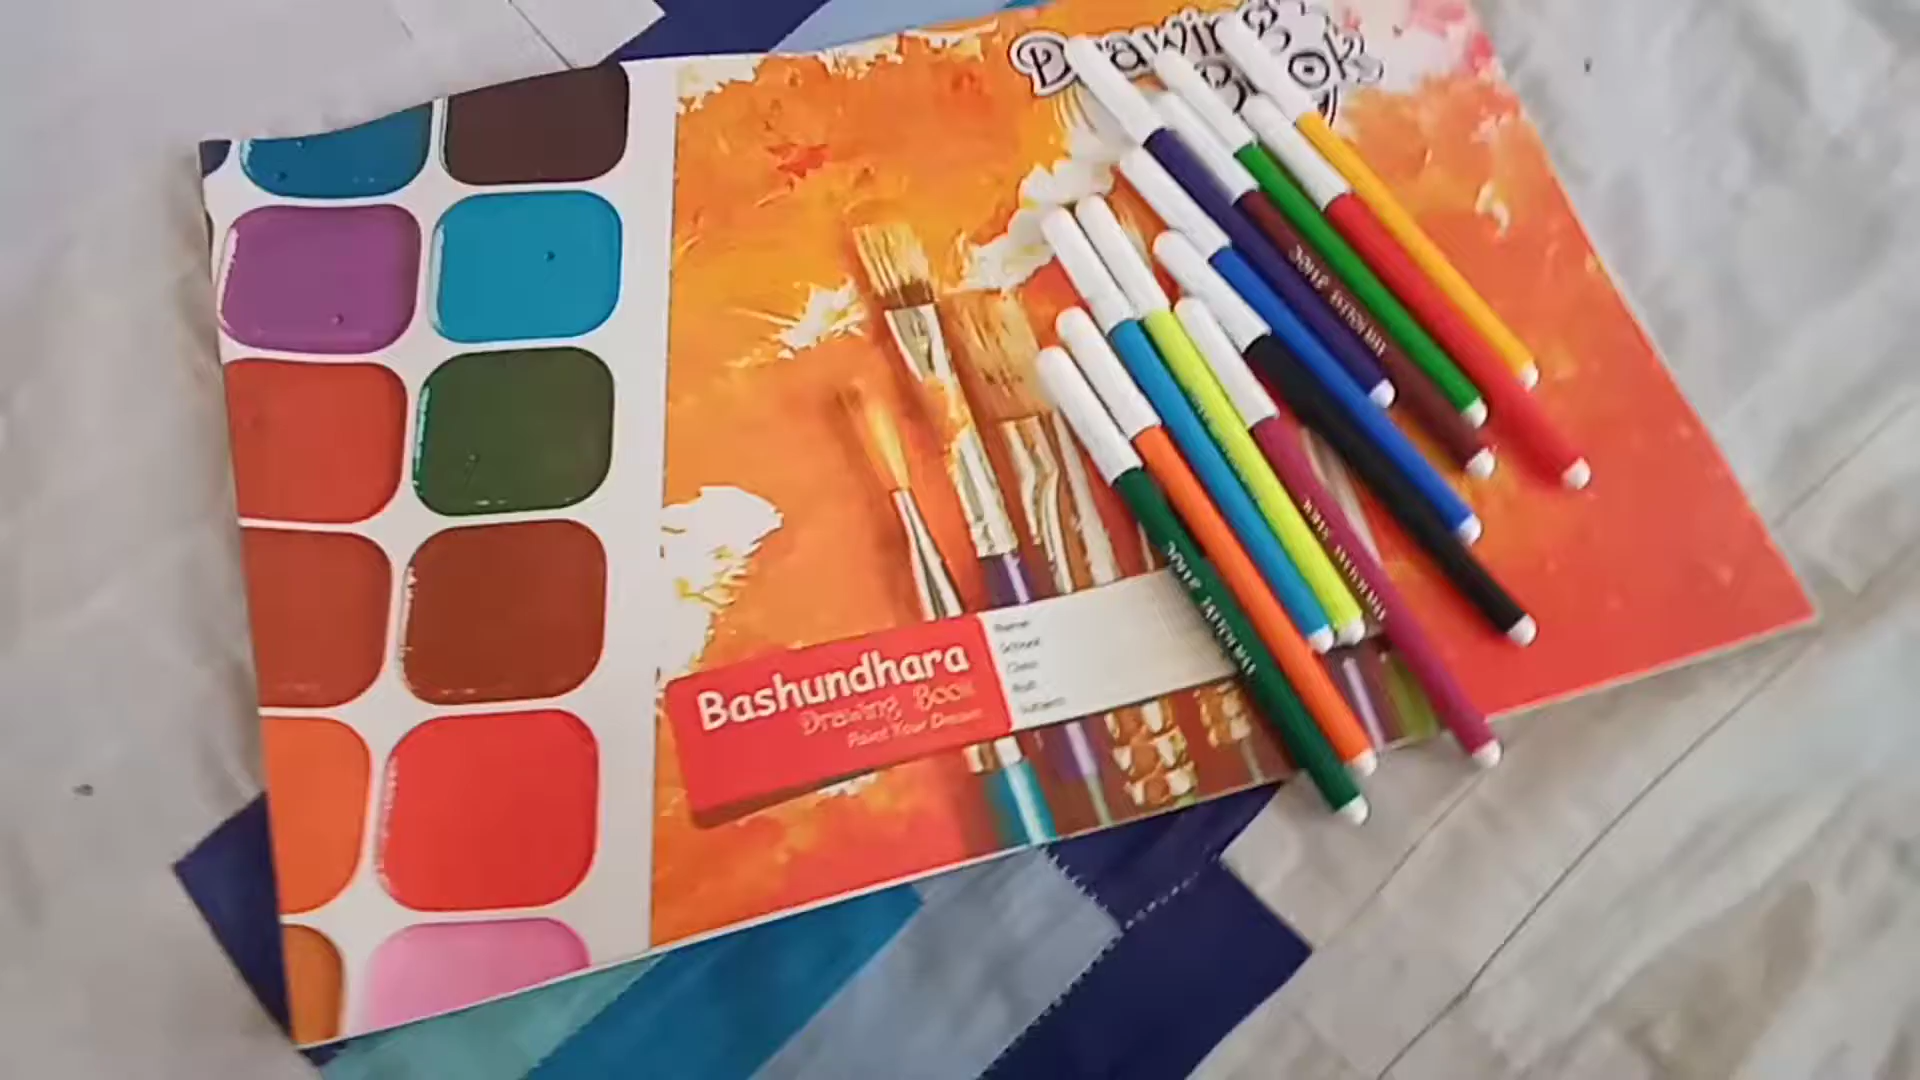 Drawing
Book
Bashundhara
Drawing Book
Paint Your Dream
Name
School
Class
Roll
Subject